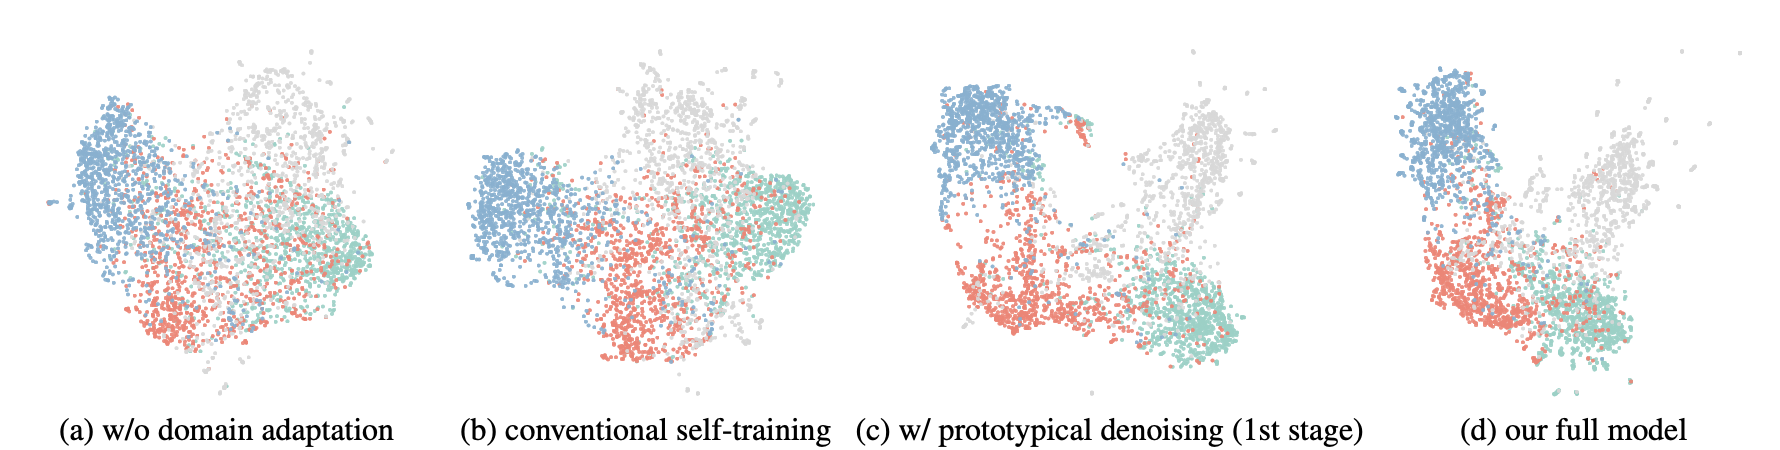 (a) w/o domain adaptation
(b) conventional self-training
(c) w/ prototypical denoising (1st stage)
(d) our full model